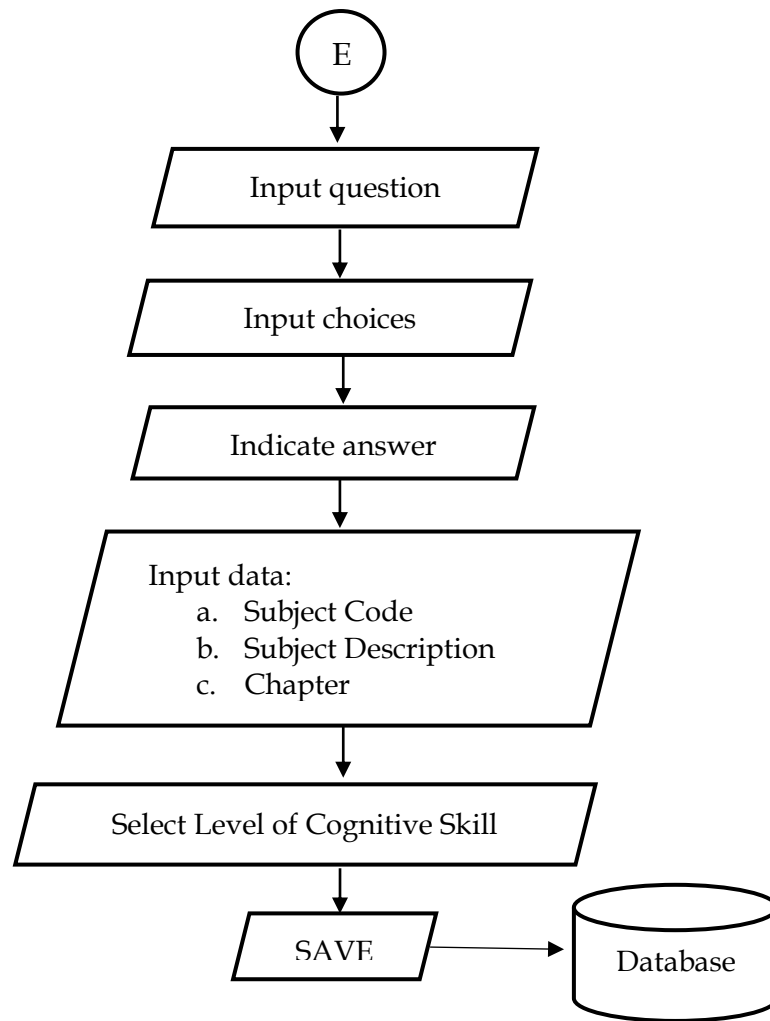 E
Input question
Input choices
Indicate answer
Input data:
a. Subject Code
b. Subject Description
c. Chapter
Select Level of Cognitive Skill
SAVE
Database